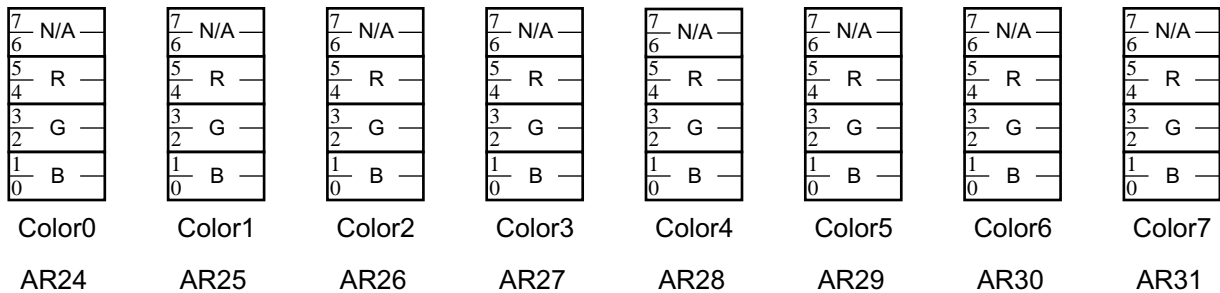 7 N/A 7 N/A 7 N/A 7 N/A 7 N/A 7 N/A 7 N/A 7 N/A
6 6 6 6 6 6 6 6
5 R 5 R 5 R 5 R 5 R 5 R 5 R 5 R
4 4 4 4 4 4 4 4
3 G 3 G 3 G 3 G 3 G 3 G 3 G 3 G
2 2 2 2 2 2 2 2
1 B 1 B 1 B 1 B 1 B 1 B 1 B 1 B
0 0 0 0 0 0 0 0
Color0 Color1 Color2 Color3 Color4 Color5 Color6 Color7
AR24 AR25 AR26 AR27 AR28 AR29 AR30 AR31